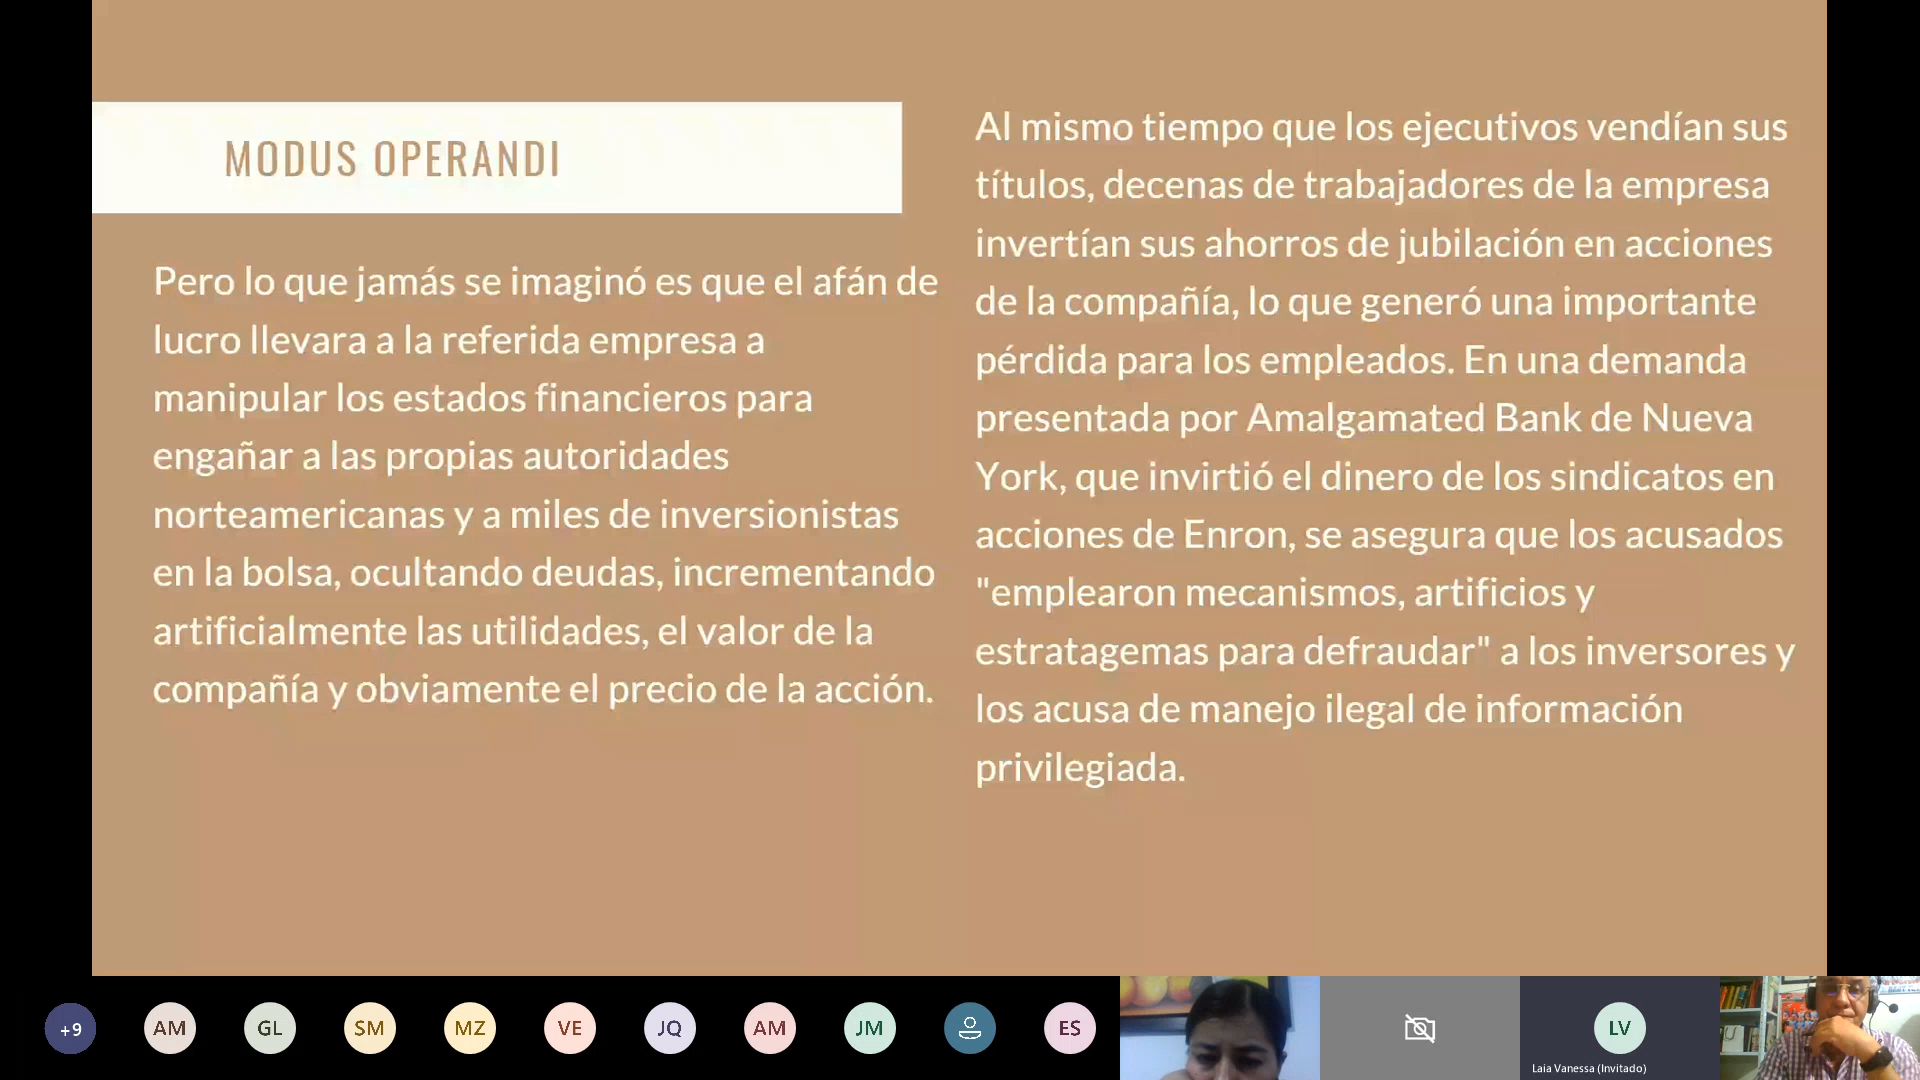 MODUS OPERANDI
Pero lo que jamás se imaginó es que el afán de
lucro llevara a la referida empresa a
manipular los estados financieros para
engañar a las propias autoridades
norteamericanas y a miles de inversionistas
en la bolsa, ocultando deudas, incrementando
artificialmente las utilidades, el valor de la
compañía y obviamente el precio de la acción.
Al mismo tiempo que los ejecutivos vendían sus
títulos, decenas de trabajadores de la empresa
invertían sus ahorros de jubilación en acciones
de la compañía, lo que generó una importante
pérdida para los empleados. En una demanda
presentada por Amalgamated Bank de Nueva
York, que invirtió el dinero de los sindicatos en
acciones de Enron, se asegura que los acusados
"emplearon mecanismos, artificios y
estratagemas para defraudar" a los inversores y
los acusa de manejo ilegal de información
privilegiada.
+9 AM GL SM MZ VE JQ AM JM ES LV
Laia Vanessa (Invitado)